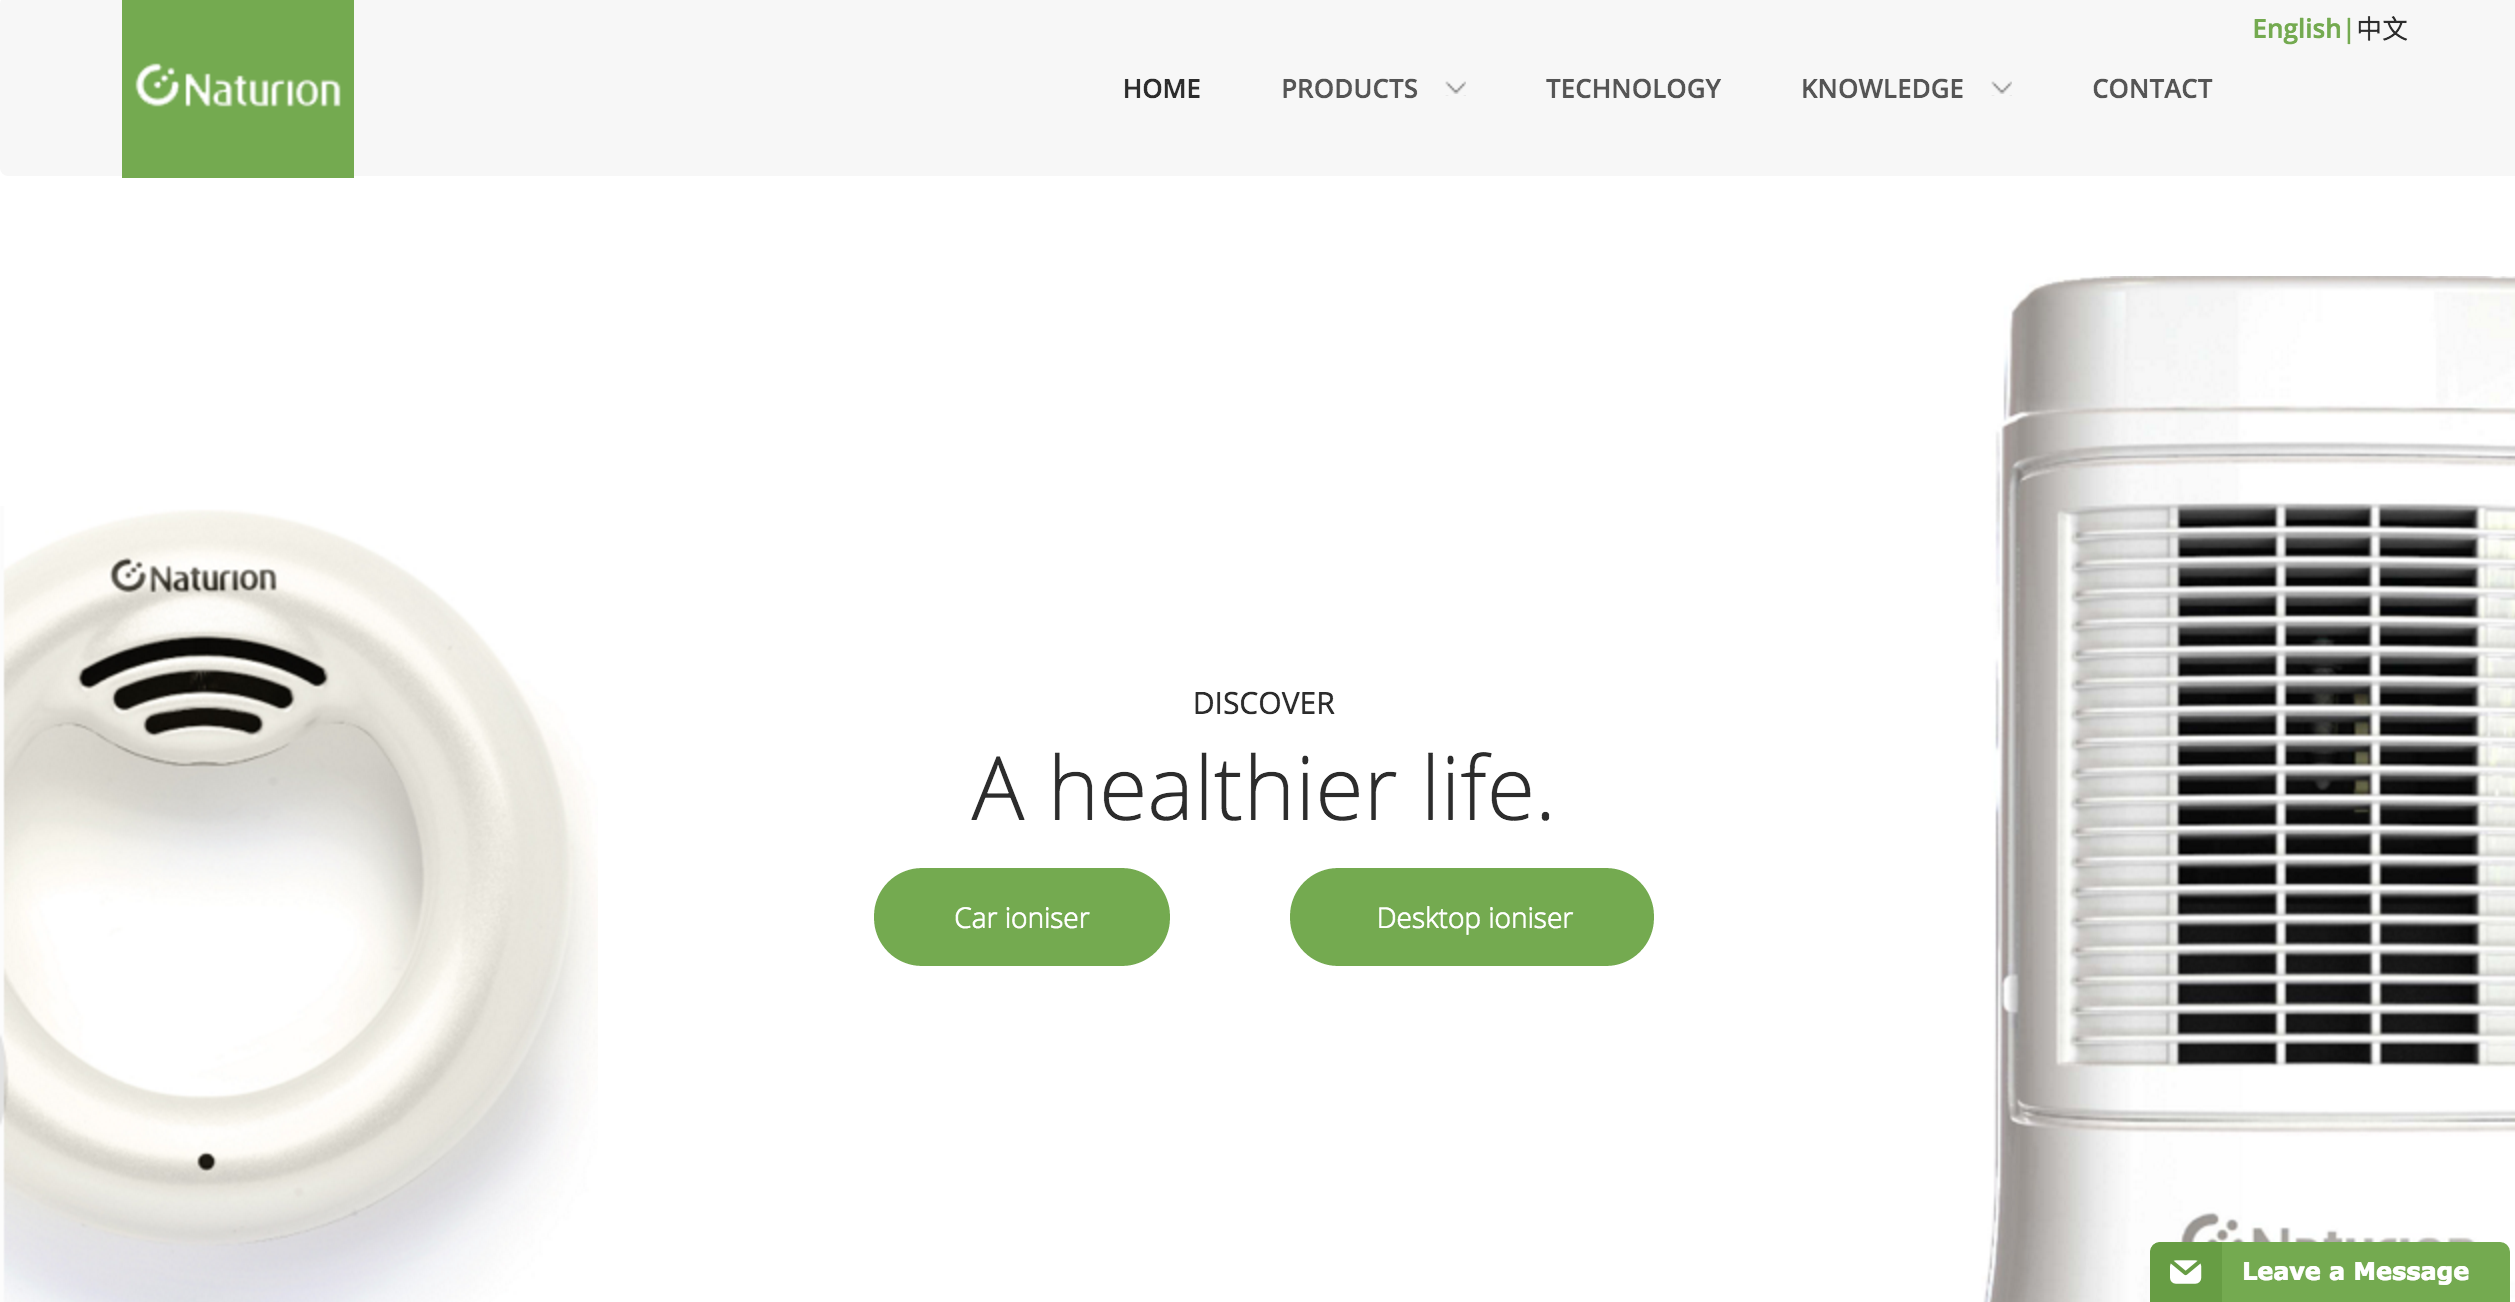 English|中文
Naturion
HOME PRODUCTS TECHNOLOGY KNOWLEDGE CONTACT
Naturion
DISCOVER
A healthier life.
Car ioniser Desktop ioniser
Naturion
Leave a Message